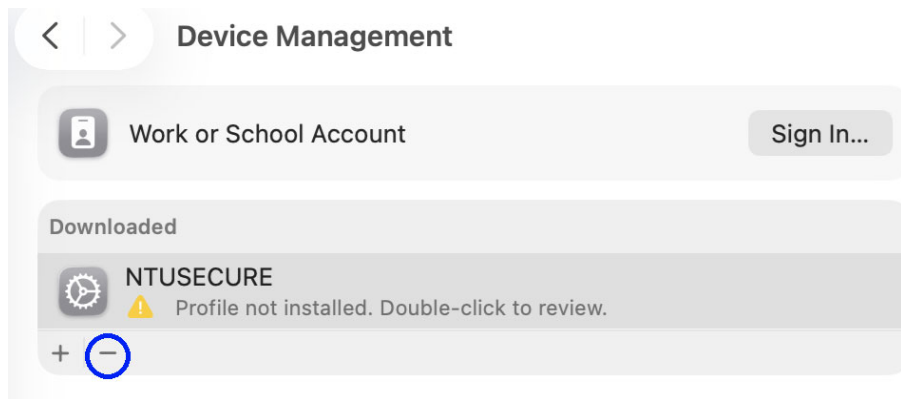 Device Management
Work or School Account
Sign In...
Downloaded
NTUSECURE
Profile not installed. Double-click to review.
+ −